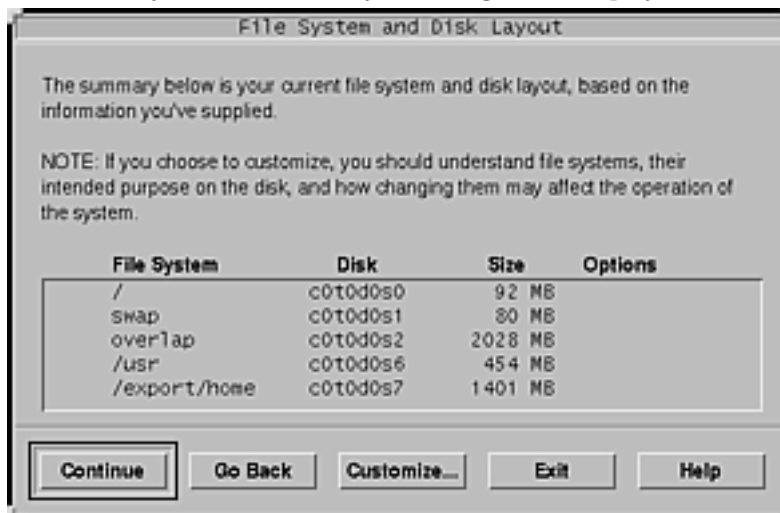 File System and Disk Layout
The summary below is your current file system and disk layout, based on the
information you've supplied.
NOTE: If you choose to customize, you should understand file systems, their
intended purpose on the disk, and how changing them may affect the operation of
the system.
File System Disk Size Options
/ c0t0d0s0 92 MB
swap c0t0d0s1 80 MB
overlap c0t0d0s2 2028 MB
/usr c0t0d0s6 454 MB
/export/home c0t0d0s7 1401 MB
Continue Go Back Customize... Exit Help